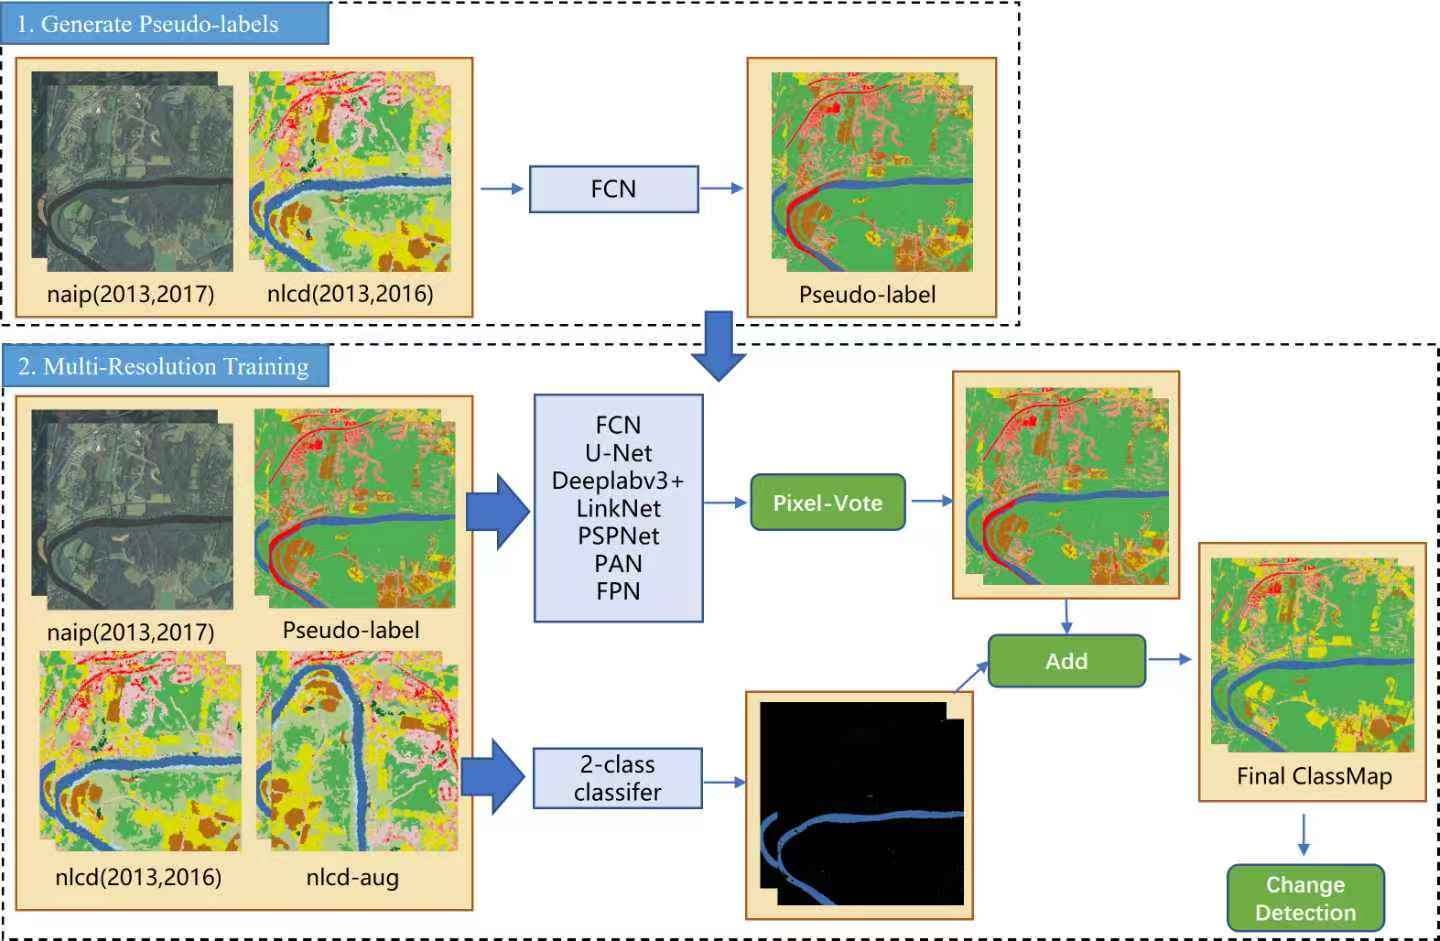 1. Generate Pseudo-labels
naip(2013,2017)
nlcd(2013,2016)
FCN
Pseudo-label
2. Multi-Resolution Training
naip(2013,2017)
Pseudo-label
nlcd(2013,2016)
nlcd-aug
FCN
U-Net
Deeplabv3+
LinkNet
PSPNet
PAN
FPN
Pixel-Vote
2-class
classifer
Add
Final ClassMap
Change
Detection